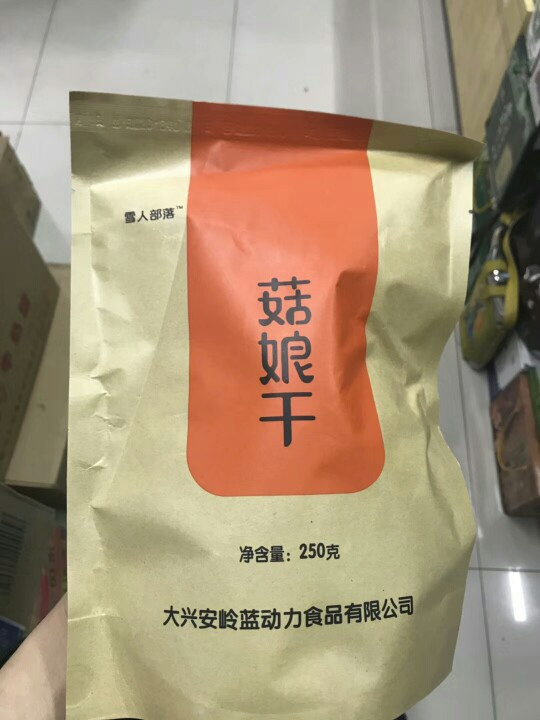 雪人部落™
菇娘干
净含量：250克
大兴安岭蓝动力食品有限公司